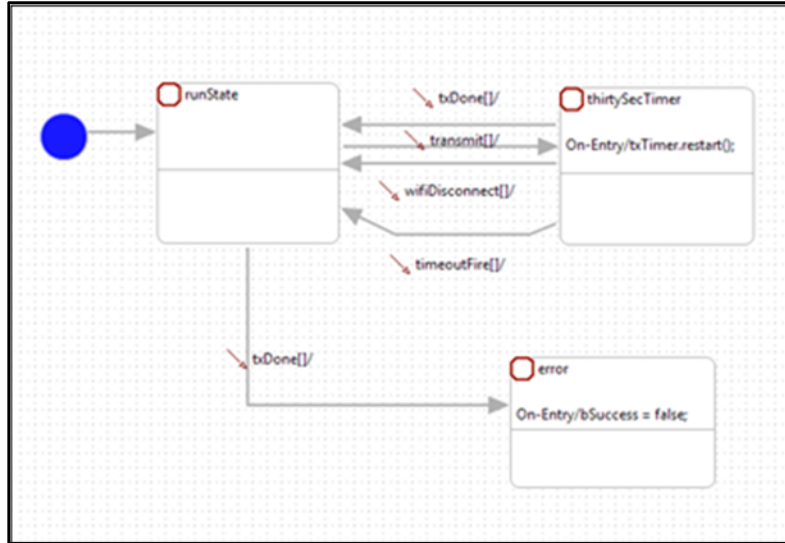 runState
txDone[]/
thirtySecTimer
transmit[]/
On-Entry/txTimer.restart();
wifiDisconnect[]/
timeoutFire[]/
txDone[]/
error
On-Entry/bSuccess = false;